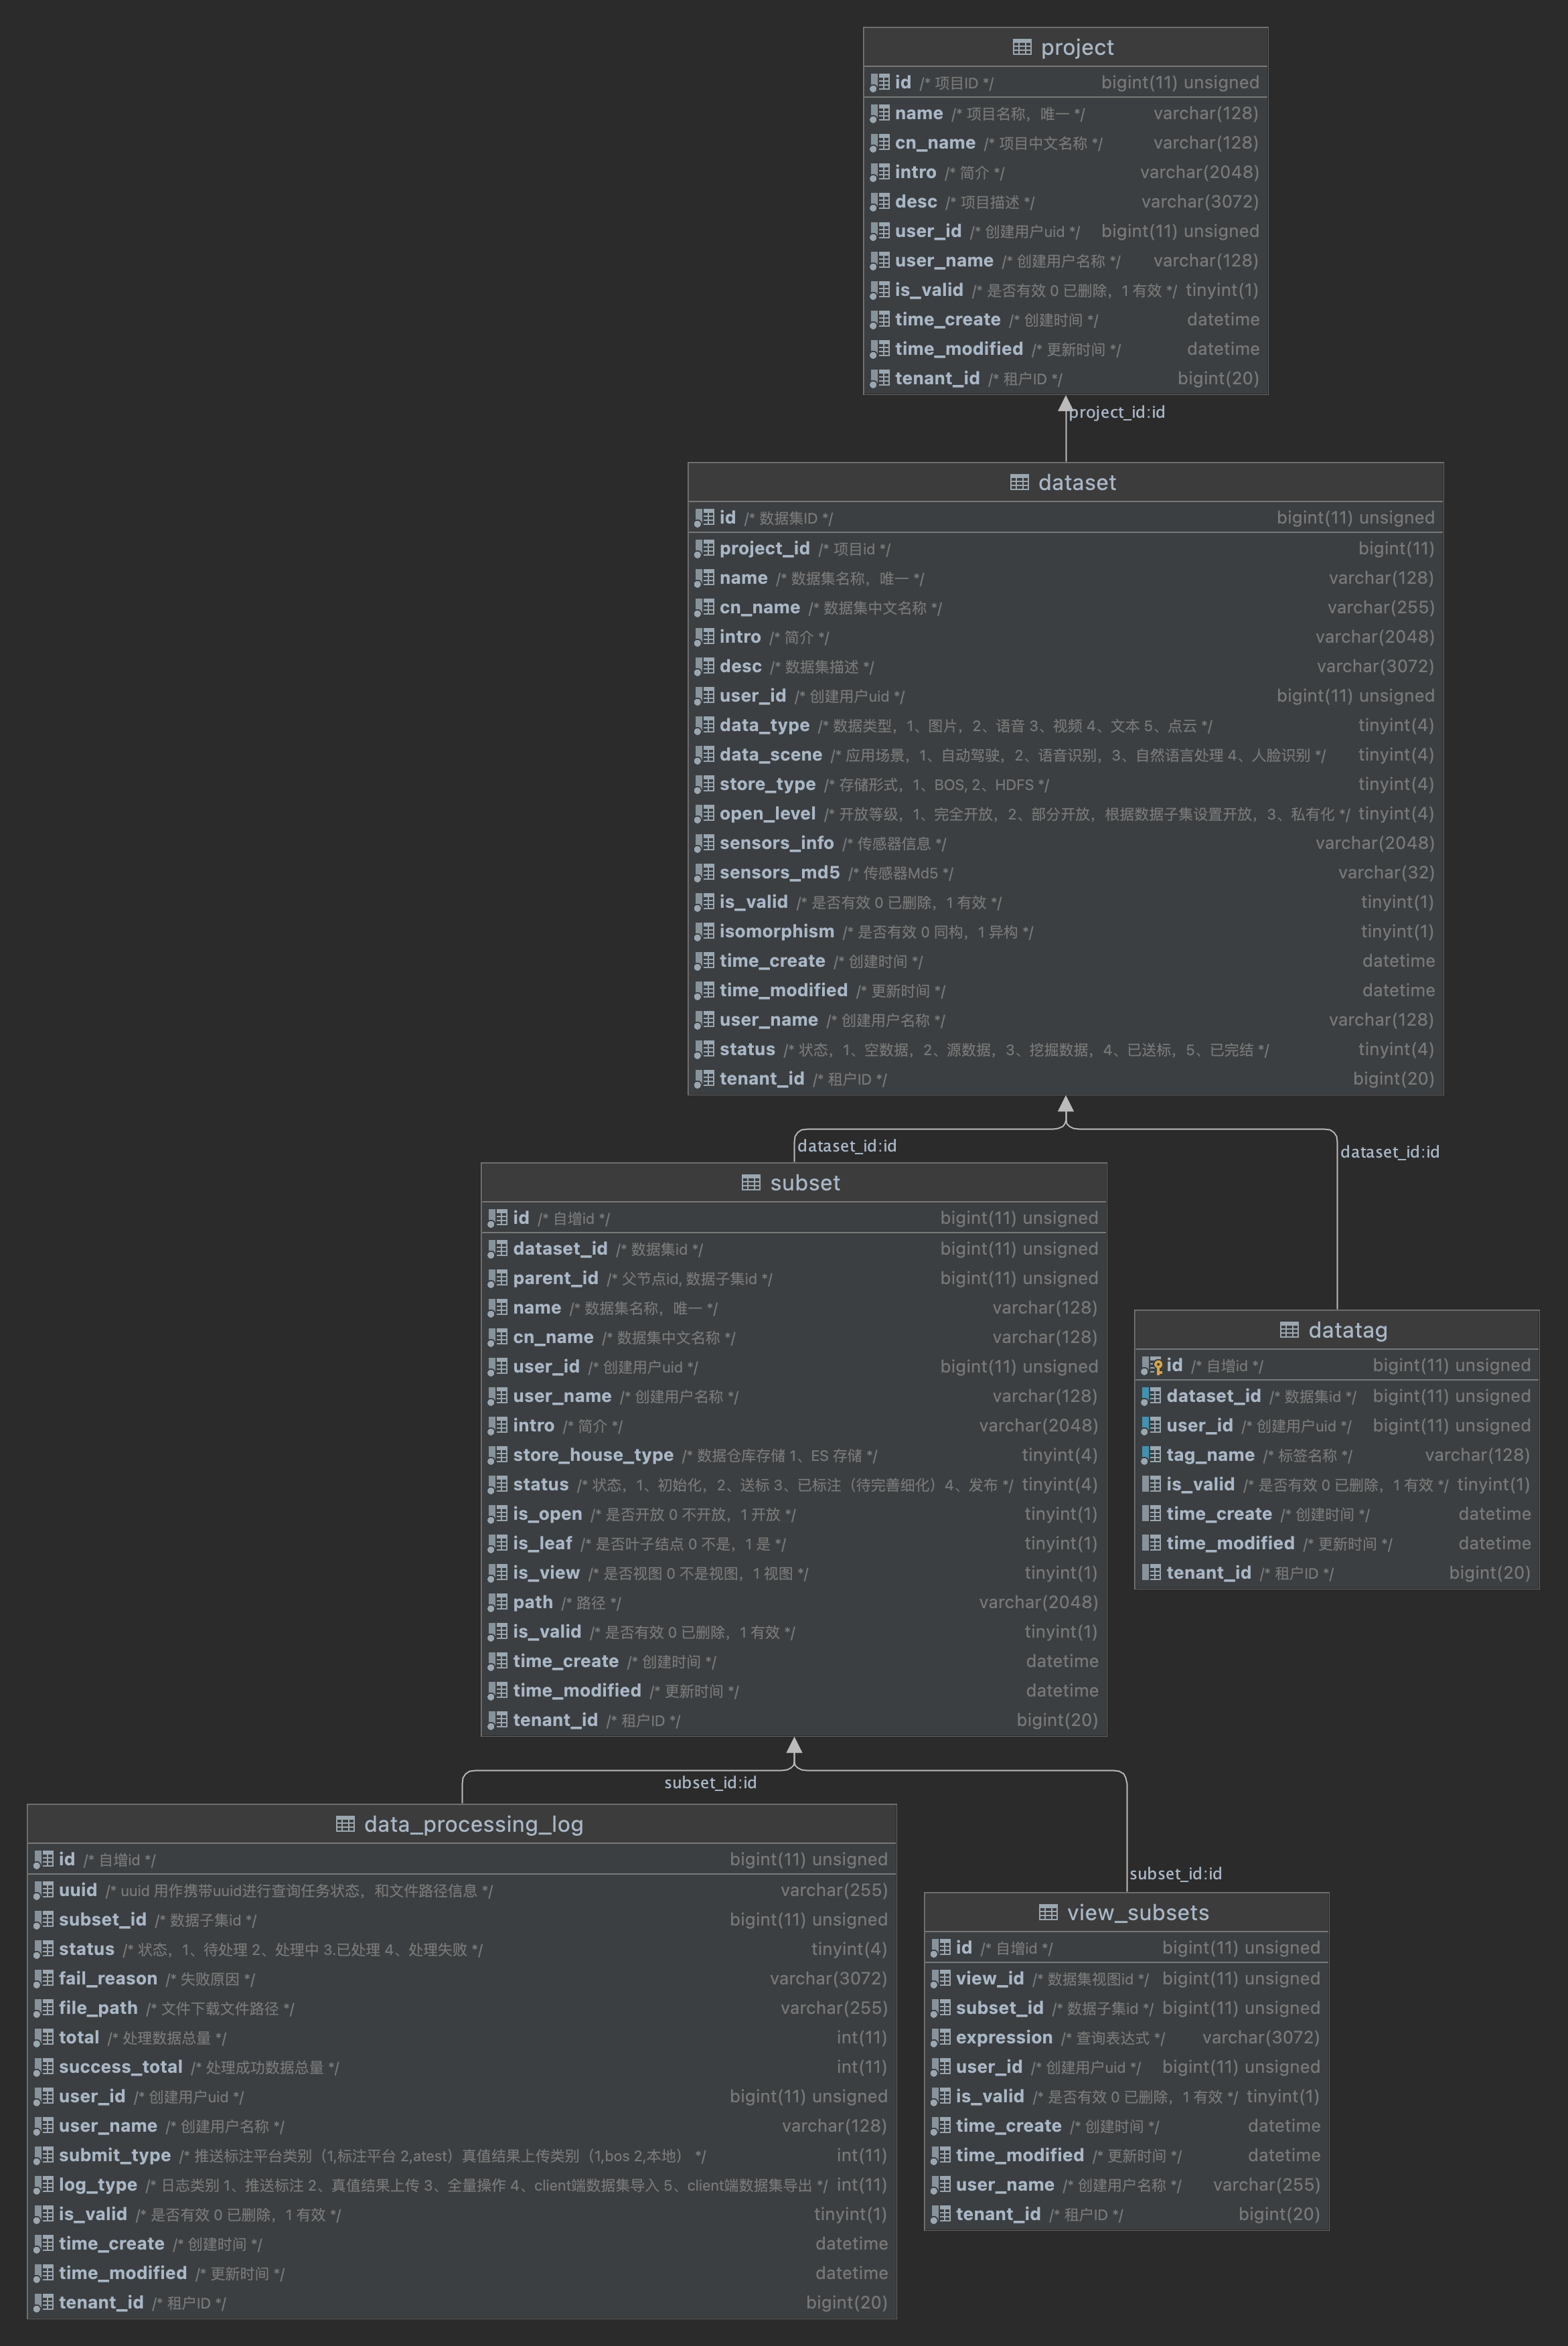 project
id /* 项目ID */ bigint(11) unsigned
name /* 项目名称，唯一 */ varchar(128)
cn_name /* 项目中文名称 */ varchar(128)
intro /* 简介 */ varchar(2048)
desc /* 项目描述 */ varchar(3072)
user_id /* 创建用户uid */ bigint(11) unsigned
user_name /* 创建用户名称 */ varchar(128)
is_valid /* 是否有效 0 已删除，1 有效 */ tinyint(1)
time_create /* 创建时间 */ datetime
time_modified /* 更新时间 */ datetime
tenant_id /* 租户ID */ bigint(20)
project_id:id
dataset
id /* 数据集ID */ bigint(11) unsigned
project_id /* 项目id */ bigint(11)
name /* 数据集名称，唯一 */ varchar(128)
cn_name /* 数据集中文名称 */ varchar(255)
intro /* 简介 */ varchar(2048)
desc /* 数据集描述 */ varchar(3072)
user_id /* 创建用户uid */ bigint(11) unsigned
data_type /* 数据类型，1、图片，2、语音 3、视频 4、文本 5、点云 */ tinyint(4)
data_scene /* 应用场景，1、自动驾驶，2、语音识别，3、自然语言处理 4、人脸识别 */ tinyint(4)
store_type /* 存储形式，1、BOS, 2、HDFS */ tinyint(4)
open_level /* 开放等级，1、完全开放，2、部分开放，根据数据子集设置开放，3、私有化 */ tinyint(4)
sensors_info /* 传感器信息 */ varchar(2048)
sensors_md5 /* 传感器Md5 */ varchar(32)
is_valid /* 是否有效 0 已删除，1 有效 */ tinyint(1)
isomorphism /* 是否有效 0 同构，1 异构 */ tinyint(1)
time_create /* 创建时间 */ datetime
time_modified /* 更新时间 */ datetime
user_name /* 创建用户名称 */ varchar(128)
status /* 状态，1、空数据，2、源数据，3、挖掘数据，4、已送标，5、已完结 */ tinyint(4)
tenant_id /* 租户ID */ bigint(20)
dataset_id:id
dataset_id:id
subset
id /* 自增id */ bigint(11) unsigned
dataset_id /* 数据集id */ bigint(11) unsigned
parent_id /* 父节点id, 数据子集id */ bigint(11) unsigned
name /* 数据集名称，唯一 */ varchar(128)
cn_name /* 数据集中文名称 */ varchar(128)
user_id /* 创建用户uid */ bigint(11) unsigned
user_name /* 创建用户名称 */ varchar(128)
intro /* 简介 */ varchar(2048)
store_house_type /* 数据仓库存储 1、ES 存储 */ tinyint(4)
status /* 状态，1、初始化，2、送标 3、已标注（待完善细化）4、发布 */ tinyint(4)
is_open /* 是否开放 0 不开放，1 开放 */ tinyint(1)
is_leaf /* 是否叶子结点 0 不是，1 是 */ tinyint(1)
is_view /* 是否视图 0 不是视图，1 视图 */ tinyint(1)
path /* 路径 */ varchar(2048)
is_valid /* 是否有效 0 已删除，1 有效 */ tinyint(1)
time_create /* 创建时间 */ datetime
time_modified /* 更新时间 */ datetime
tenant_id /* 租户ID */ bigint(20)
datatag
id /* 自增id */ bigint(11) unsigned
dataset_id /* 数据集id */ bigint(11) unsigned
user_id /* 创建用户uid */ bigint(11) unsigned
tag_name /* 标签名称 */ varchar(128)
is_valid /* 是否有效 0 已删除，1 有效 */ tinyint(1)
time_create /* 创建时间 */ datetime
time_modified /* 更新时间 */ datetime
tenant_id /* 租户ID */ bigint(20)
subset_id:id
subset_id:id
data_processing_log
id /* 自增id */ bigint(11) unsigned
uuid /* uuid 用作携带uuid进行查询任务状态，和文件路径信息 */ varchar(255)
subset_id /* 数据子集id */ bigint(11) unsigned
status /* 状态，1、待处理 2、处理中 3.已处理 4、处理失败 */ tinyint(4)
fail_reason /* 失败原因 */ varchar(3072)
file_path /* 文件下载文件路径 */ varchar(255)
total /* 处理数据总量 */ int(11)
success_total /* 处理成功数据总量 */ int(11)
user_id /* 创建用户uid */ bigint(11) unsigned
user_name /* 创建用户名称 */ varchar(128)
submit_type /* 推送标注平台类别（1,标注平台 2,atest）真值结果上传类别（1,bos 2,本地） */ int(11)
log_type /* 日志类别 1、推送标注 2、真值结果上传 3、全量操作 4、client端数据集导入 5、client端数据集导出 */ int(11)
is_valid /* 是否有效 0 已删除，1 有效 */ tinyint(1)
time_create /* 创建时间 */ datetime
time_modified /* 更新时间 */ datetime
tenant_id /* 租户ID */ bigint(20)
view_subsets
id /* 自增id */ bigint(11) unsigned
view_id /* 数据集视图id */ bigint(11) unsigned
subset_id /* 数据子集id */ bigint(11) unsigned
expression /* 查询表达式 */ varchar(3072)
user_id /* 创建用户uid */ bigint(11) unsigned
is_valid /* 是否有效 0 已删除，1 有效 */ tinyint(1)
time_create /* 创建时间 */ datetime
time_modified /* 更新时间 */ datetime
user_name /* 创建用户名称 */ varchar(255)
tenant_id /* 租户ID */ bigint(20)